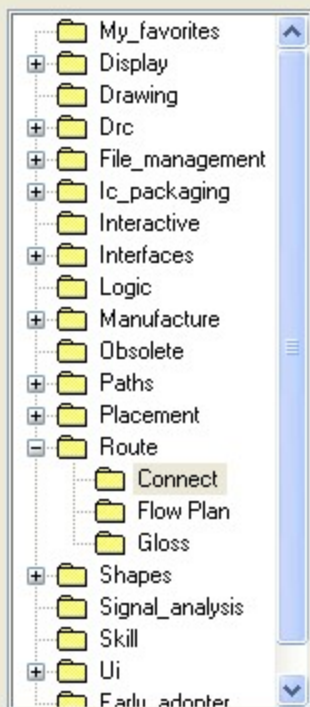 My_favorites
Display
Drawing
Drc
File_management
Ic_packaging
Interactive
Interfaces
Logic
Manufacture
Obsolete
Paths
Placement
Route
Connect
Flow Plan
Gloss
Shapes
Signal_analysis
Skill
Ui
Early_adopter